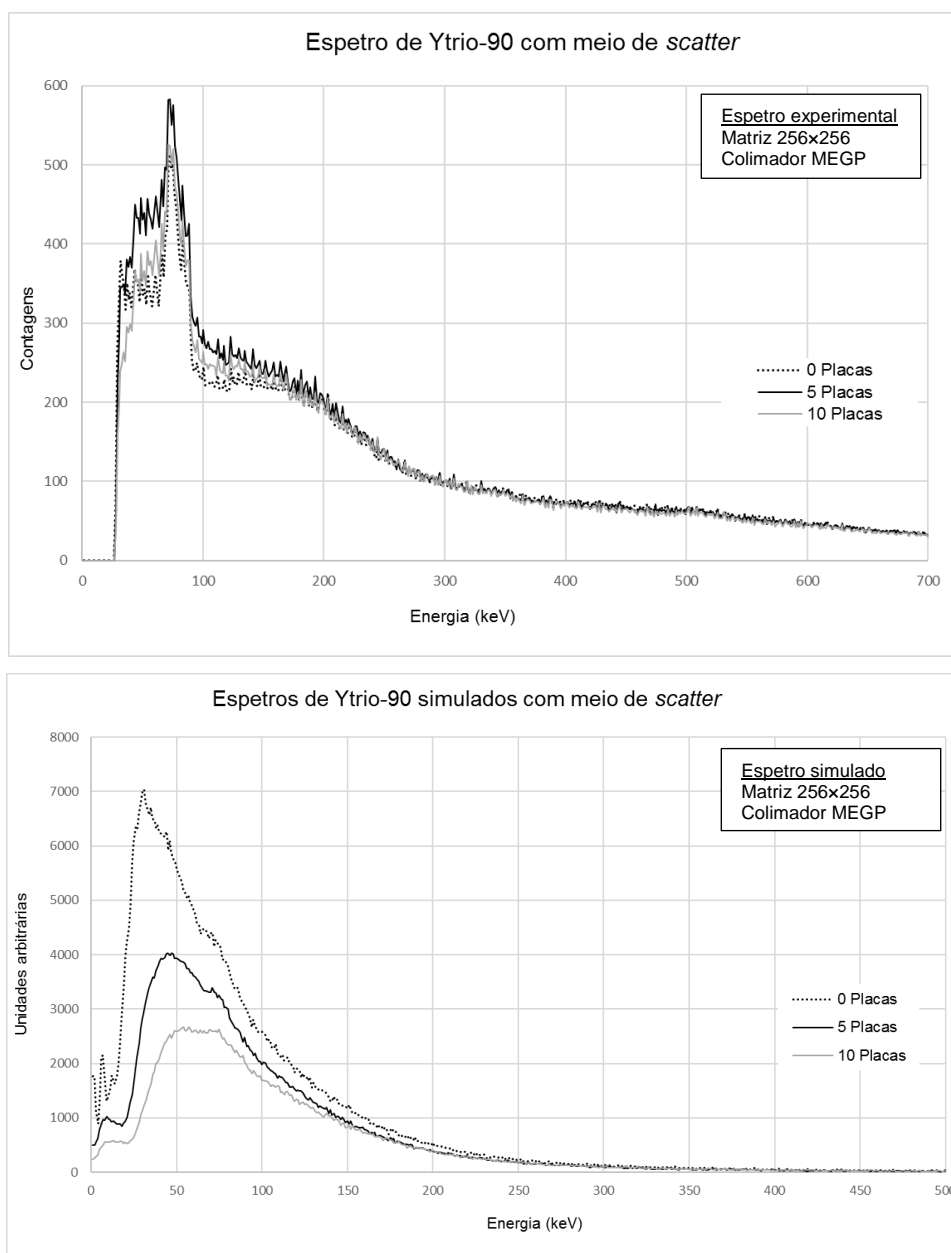 Espetro de Ytrio-90 com meio de scatter
600
500
400
300
200
100
0
Contagens
Espetro experimental
Matriz 256×256
Colimador MEGP
0 Placas
5 Placas
10 Placas
0 100 200 300 400 500 600 700
Energia (keV)
Espetros de Ytrio-90 simulados com meio de scatter
8000
7000
6000
5000
4000
3000
2000
1000
0
Unidades arbitrárias
Espetro simulado
Matriz 256×256
Colimador MEGP
0 Placas
5 Placas
10 Placas
0 50 100 150 200 250 300 350 400 450 500
Energia (keV)